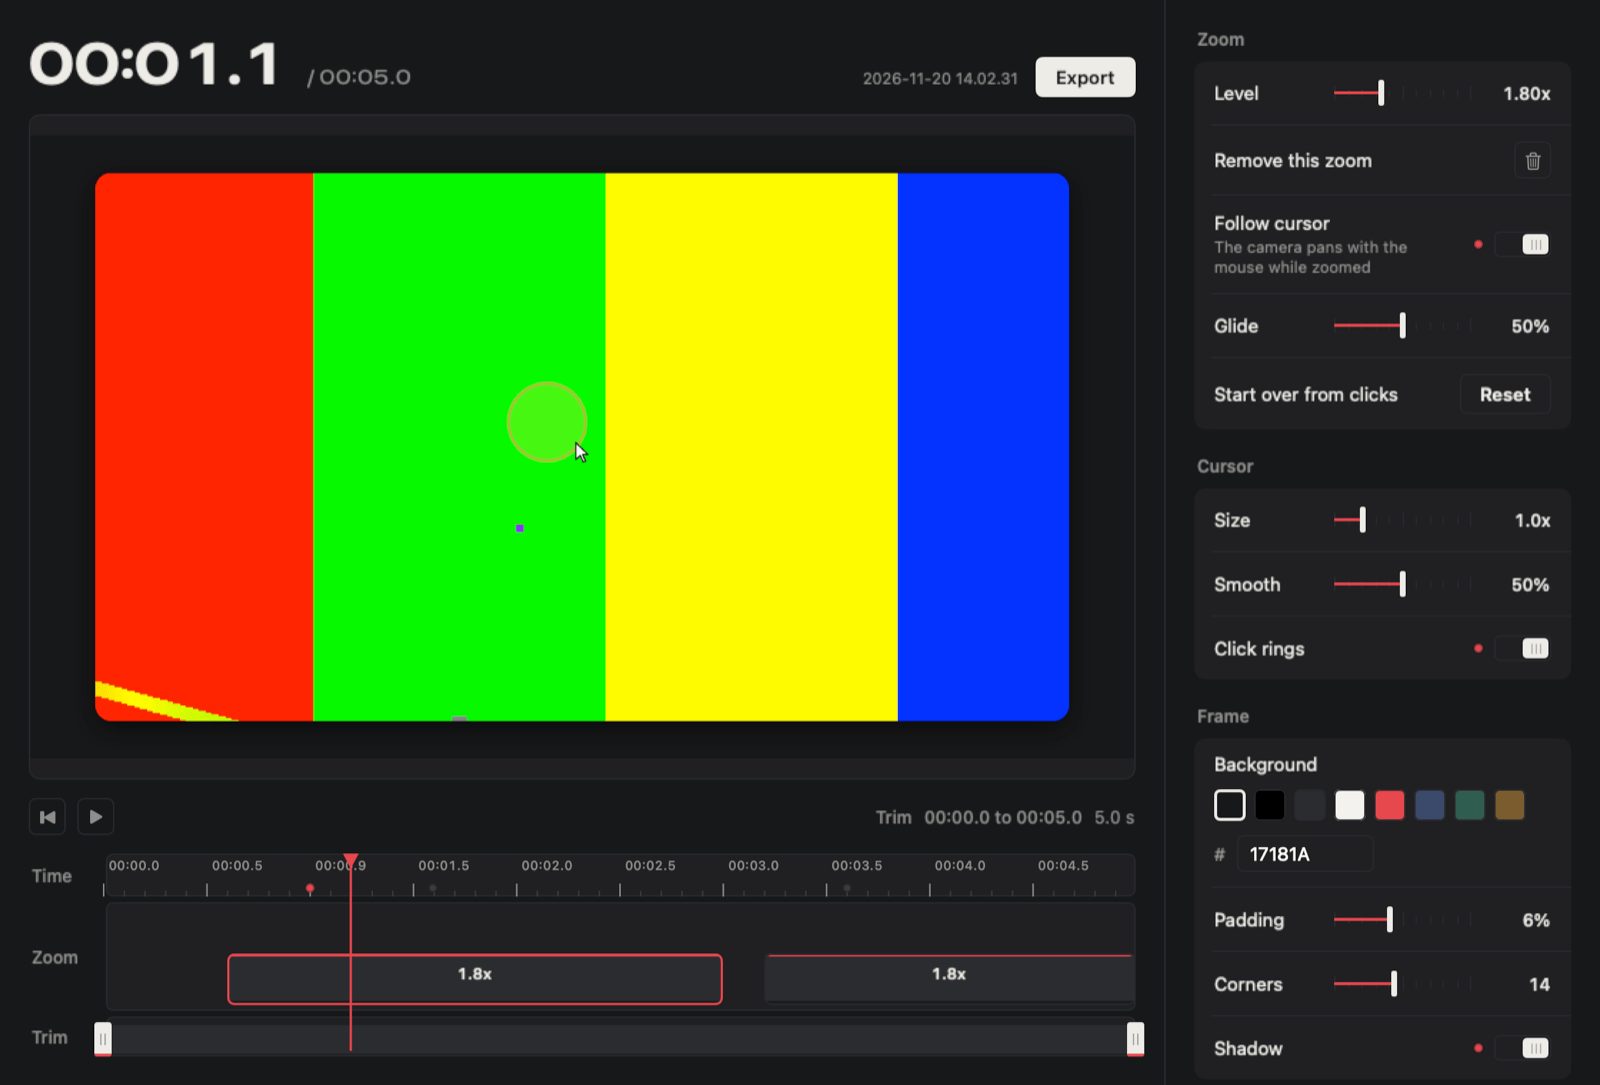 00:01.1 / 00:05.0
2026-11-20 14.02.31 Export
Trim 00:00.0 to 00:05.0 5.0 s
Time 00:00.0 00:00.5 00:00.9 00:01.5 00:02.0 00:02.5 00:03.0 00:03.5 00:04.0 00:04.5
Zoom 1.8x 1.8x
Trim
Zoom
Level 1.80x
Remove this zoom
Follow cursor
The camera pans with the
mouse while zoomed
Glide 50%
Start over from clicks Reset
Cursor
Size 1.0x
Smooth 50%
Click rings
Frame
Background
# 17181A
Padding 6%
Corners 14
Shadow